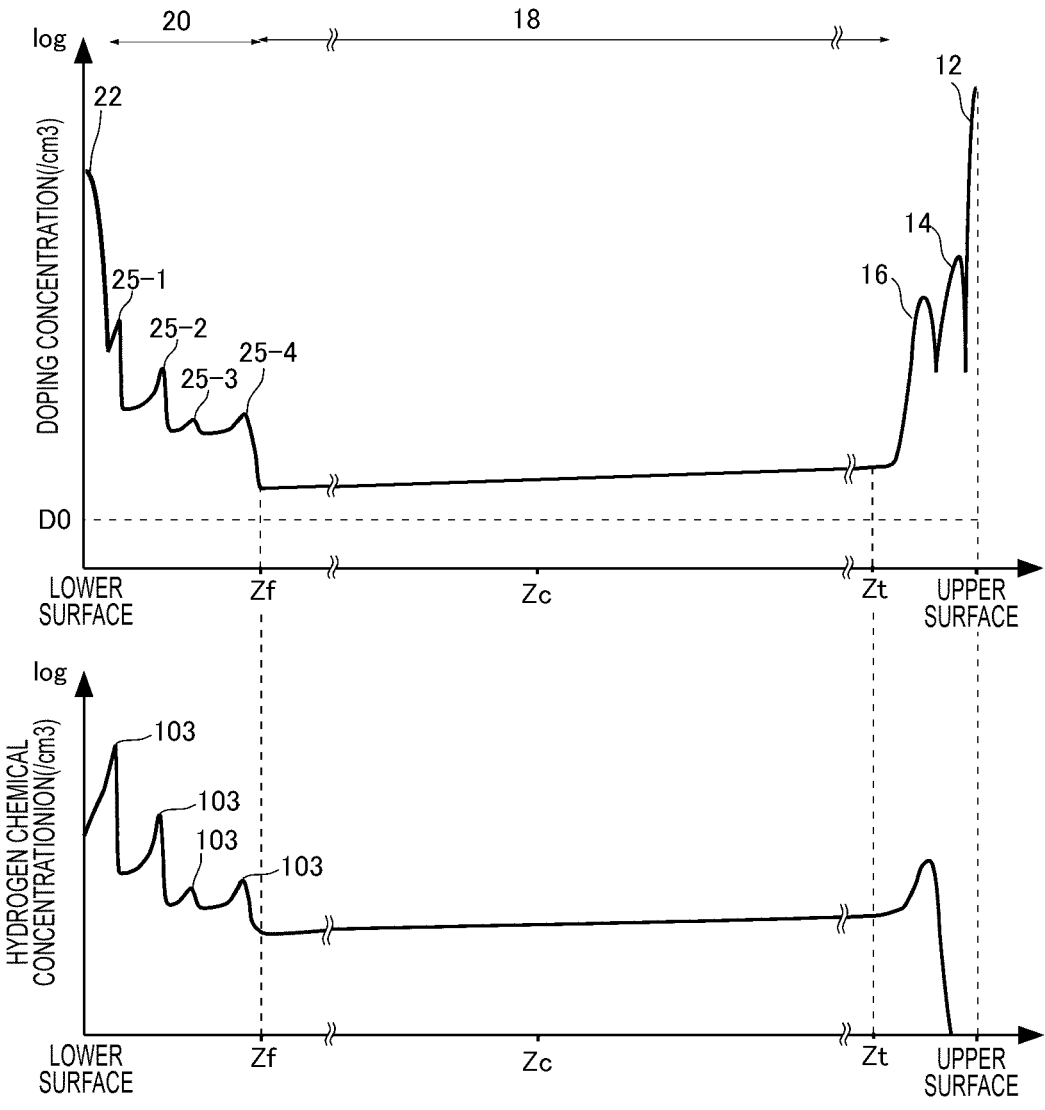 20
18
log
12
22
DOPING CONCENTRATION(/cm3)
14
16
25-1
25-2
25-3
25-4
D0
LOWER
SURFACE
Zf
Zc
Zt
UPPER
SURFACE
log
HYDROGEN CHEMICAL
CONCENTRATIONION(/cm3)
103
103
103
103
LOWER
SURFACE
Zf
Zc
Zt
UPPER
SURFACE